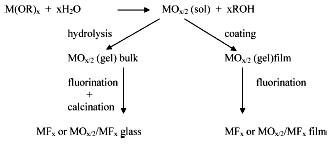 M(OR)ₓ + xH₂O MOₓ/₂ (sol) + xROH
hydrolysis coating
MOₓ/₂ (gel) bulk MOₓ/₂ (gel)film
fluorination fluorination
+
calcination
MFₓ or MOₓ/₂/MFₓ glass MFₓ or MOₓ/₂/MFₓ film